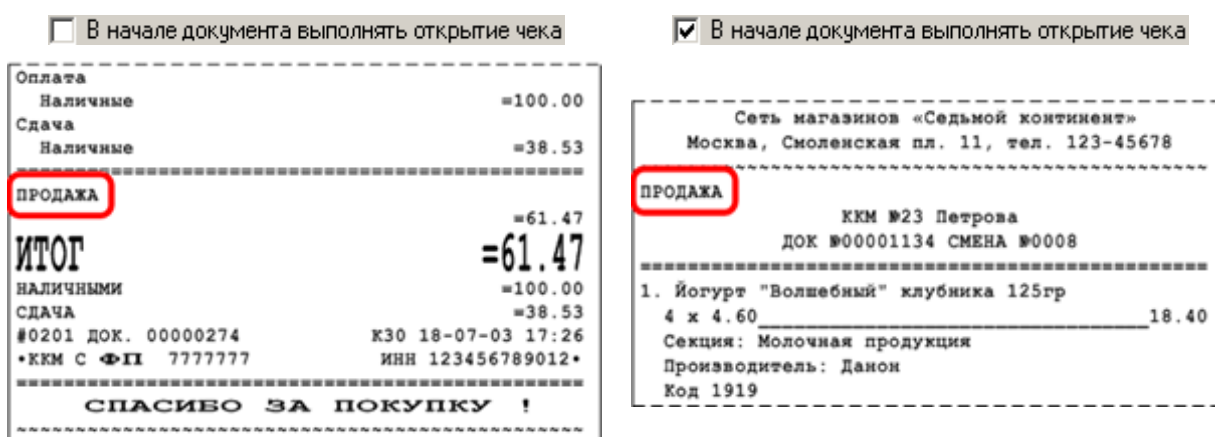 В начале документа выполнять открытие чека
Оплата
Наличные =100.00
Сдача
Наличные =38.53
ПРОДАЖА
=61.47
ИТОГ =61.47
НАЛИЧНЫМИ =100.00
СДАЧА =38.53
#0201 ДОК. 00000274 К30 18-07-03 17:26
•ККМ С ФП 7777777 ИНН 123456789012•
СПАСИБО ЗА ПОКУПКУ !
В начале документа выполнять открытие чека
Сеть магазинов «Седьмой континент»
Москва, Смоленская пл. 11, тел. 123-45678
ПРОДАЖА
ККМ №23 Петрова
ДОК №00001134 СМЕНА №0008
1. Йогурт "Волшебный" клубника 125гр
4 x 4.60 18.40
Секция: Молочная продукция
Производитель: Данон
Код 1919